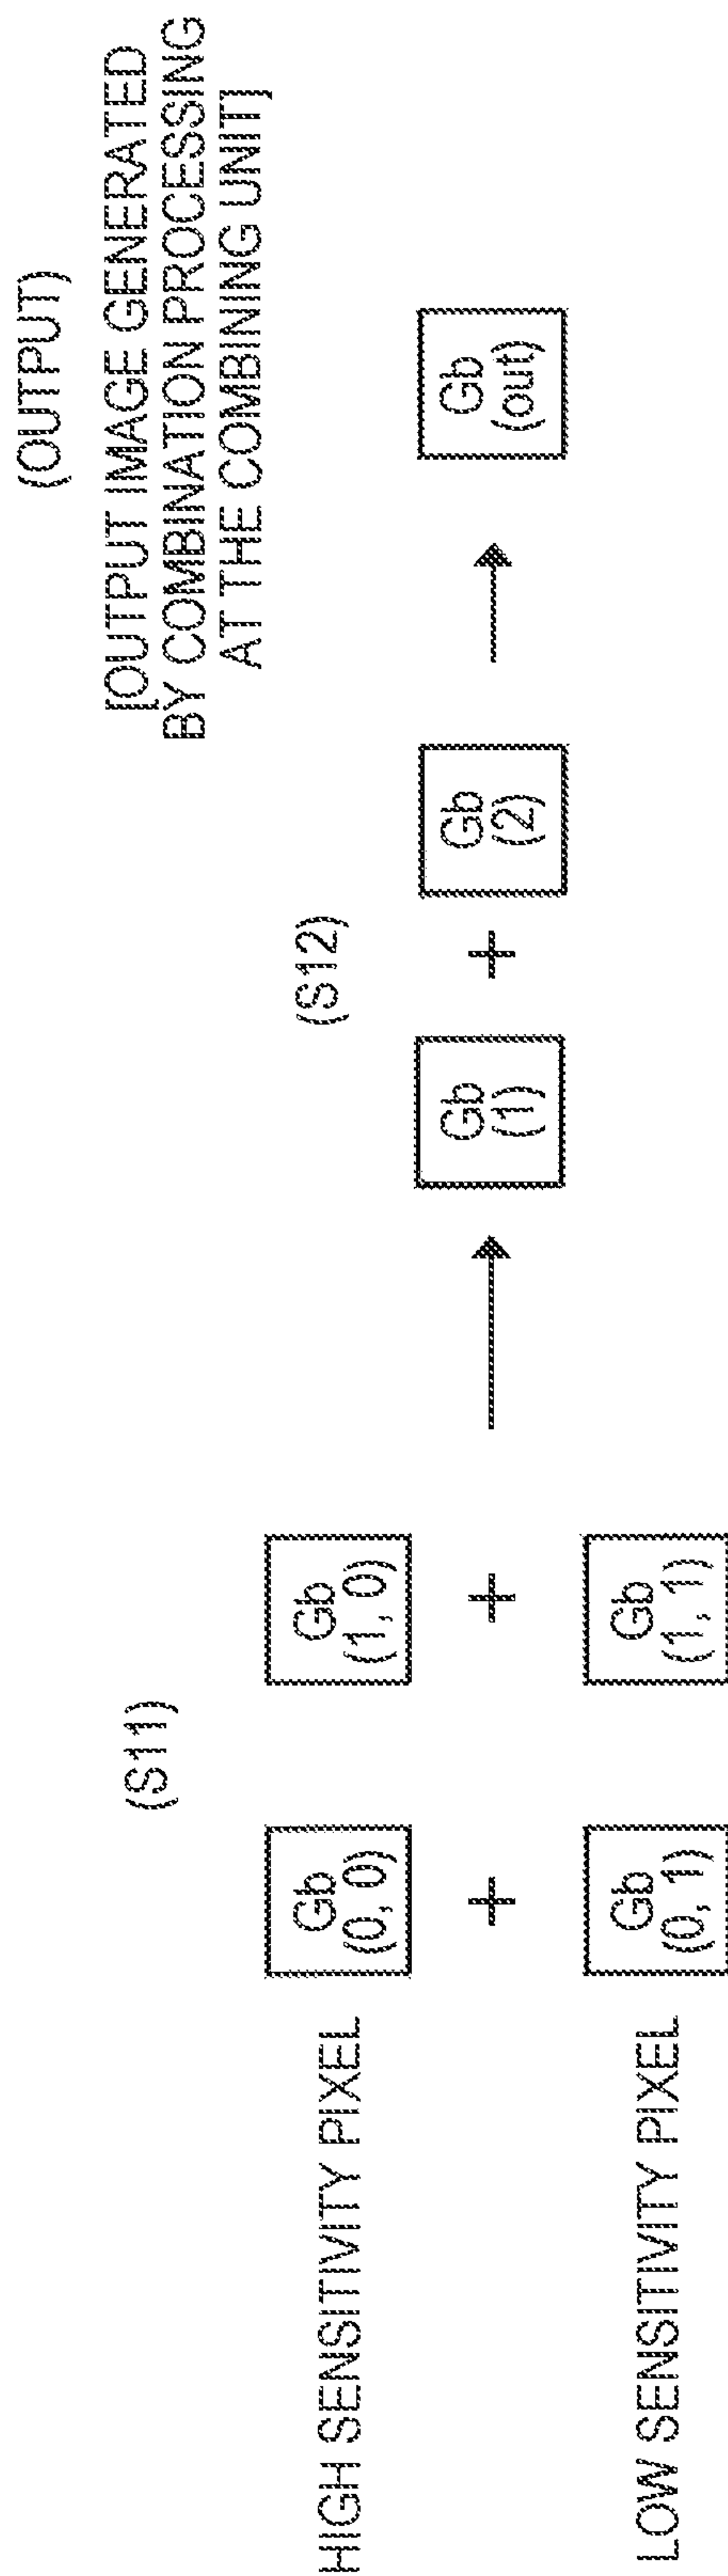 (OUTPUT)
[OUTPUT IMAGE GENERATED
BY COMBINATION PROCESSING
AT THE COMBINING UNIT]
(S11)
(S12)
HIGH SENSITIVITY PIXEL
Gb
(0, 0)
Gb
(1, 0)
+
+
Gb
(1)
+
Gb
(2)
Gb
(out)
LOW SENSITIVITY PIXEL
Gb
(0, 1)
Gb
(1, 1)